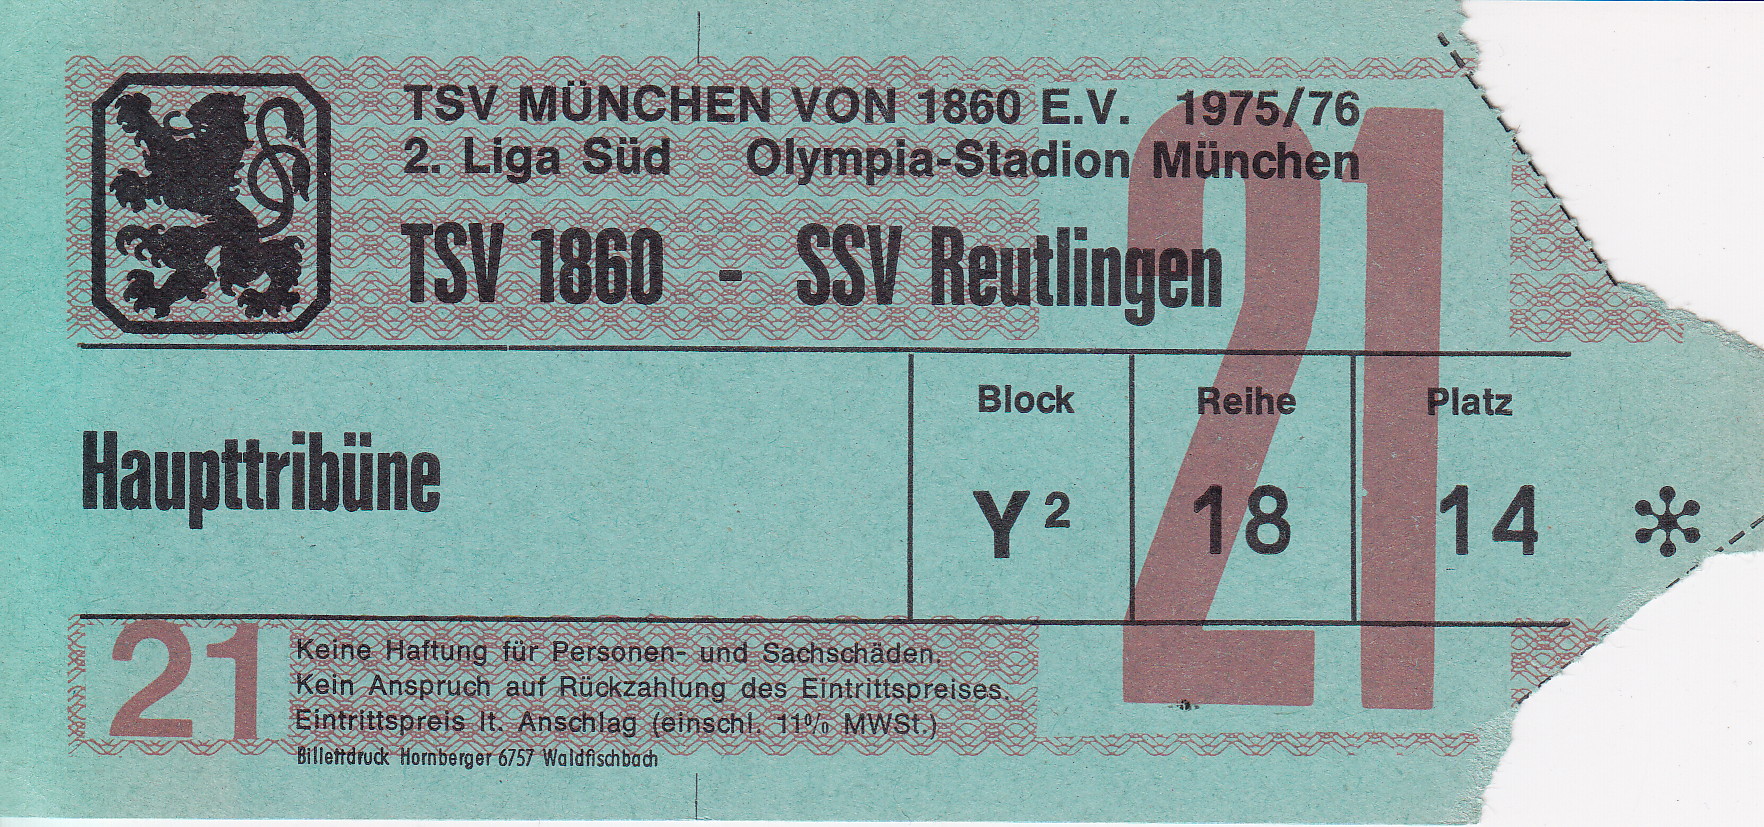 TSV MÜNCHEN VON 1860 E.V. 1975/76
2. Liga Süd Olympia-Stadion München
TSV 1860 - SSV Reutlingen
21
Haupttribüne
Block Reihe Platz
Y² 18 14 *
21
Keine Haftung für Personen- und Sachschäden.
Kein Anspruch auf Rückzahlung des Eintrittspreises.
Eintrittspreis lt. Anschlag (einschl. 11% MWSt.)
Billettdruck Hornberger 6757 Waldfischbach